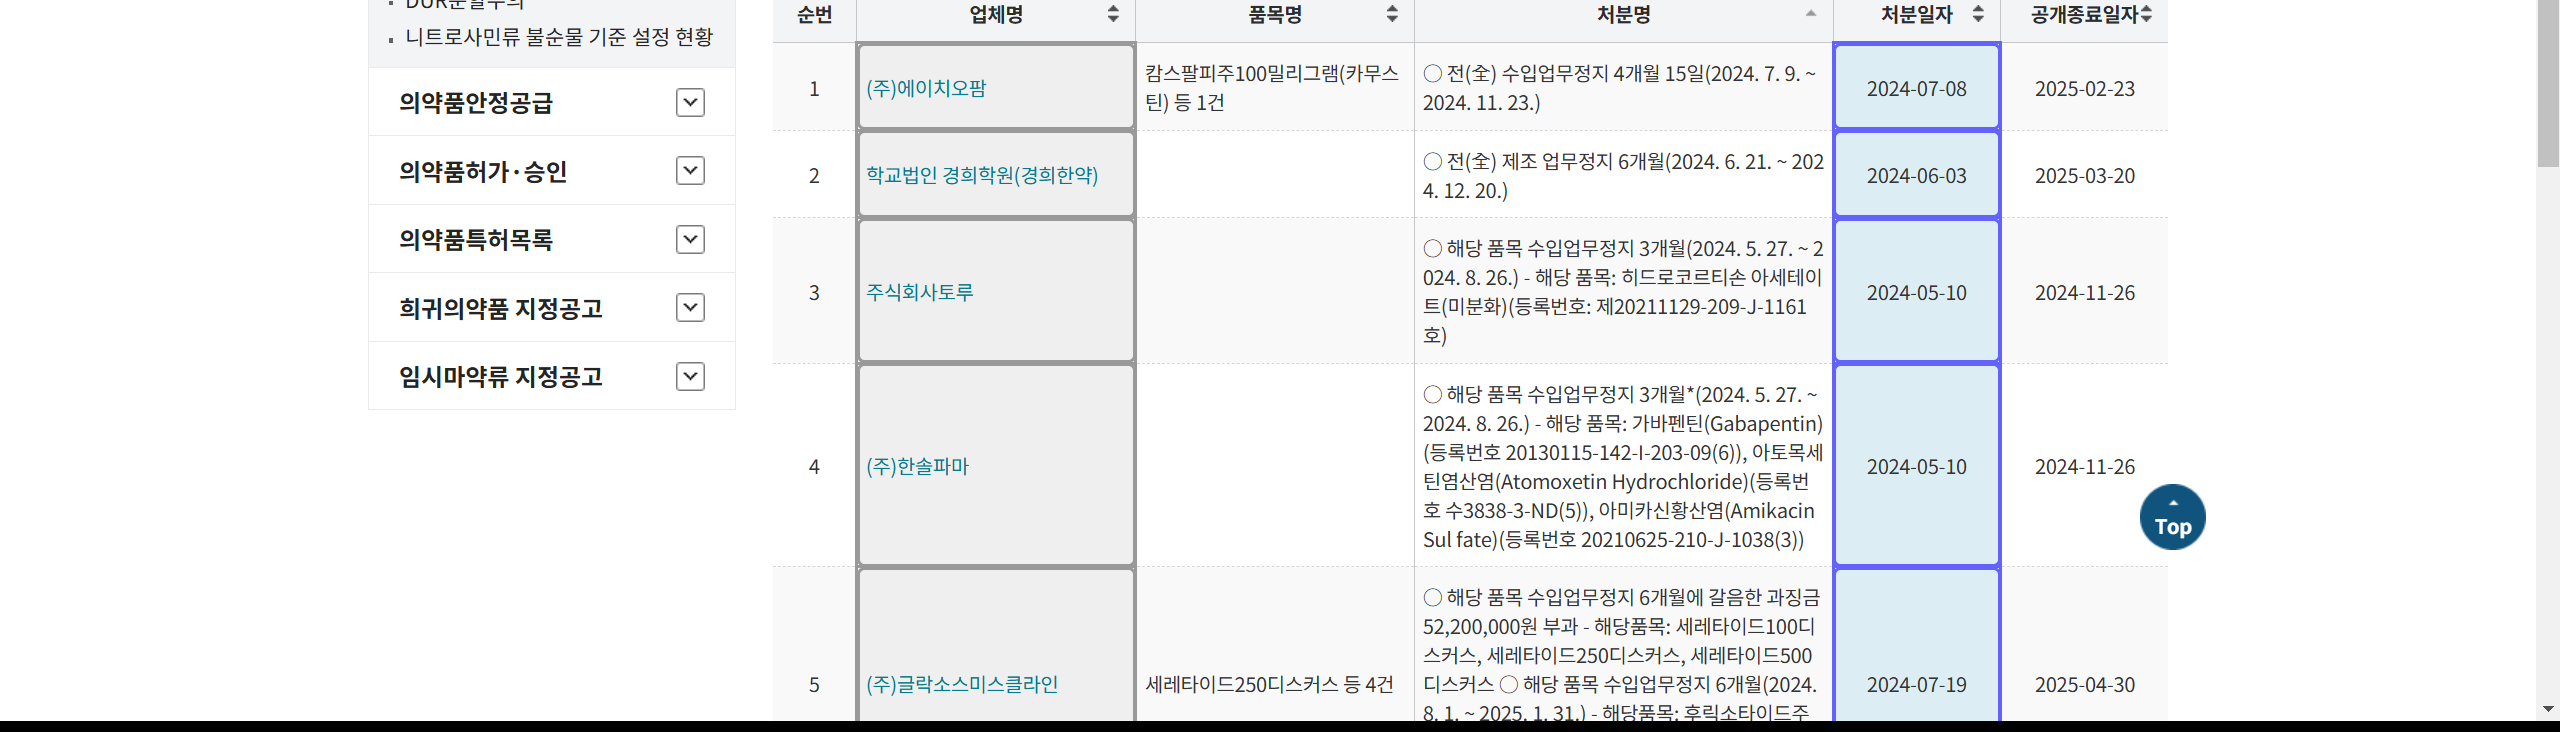 DUR분할주의
니트로사민류 불순물 기준 설정 현황
의약품안정공급
의약품허가·승인
의약품특허목록
희귀의약품 지정공고
임시마약류 지정공고
순번 업체명 품목명 처분명 처분일자 공개종료일자
1 (주)에이치오팜 캄스팔피주100밀리그램(카무스
틴) 등 1건 ○ 전(全) 수입업무정지 4개월 15일(2024. 7. 9. ~
2024. 11. 23.) 2024-07-08 2025-02-23
2 학교법인 경희학원(경희한약) ○ 전(全) 제조 업무정지 6개월(2024. 6. 21. ~ 202
4. 12. 20.) 2024-06-03 2025-03-20
3 주식회사토루 ○ 해당 품목 수입업무정지 3개월(2024. 5. 27. ~ 2
024. 8. 26.) - 해당 품목: 히드로코르티손 아세테이
트(미분화)(등록번호: 제20211129-209-J-1161
호) 2024-05-10 2024-11-26
4 (주)한솔파마 ○ 해당 품목 수입업무정지 3개월*(2024. 5. 27. ~
2024. 8. 26.) - 해당 품목: 가바펜틴(Gabapentin)
(등록번호 20130115-142-I-203-09(6)), 아토목세
틴염산염(Atomoxetin Hydrochloride)(등록번
호 수3838-3-ND(5)), 아미카신황산염(Amikacin
Sul fate)(등록번호 20210625-210-J-1038(3)) 2024-05-10 2024-11-26
Top
5 (주)글락소스미스클라인 세레타이드250디스커스 등 4건 ○ 해당 품목 수입업무정지 6개월에 갈음한 과징금
52,200,000원 부과 - 해당품목: 세레타이드100디
스커스, 세레타이드250디스커스, 세레타이드500
디스커스 ○ 해당 품목 수입업무정지 6개월(2024.
8. 1. ~ 2025. 1. 31.) - 해당품목: 후릭소타이드주 2024-07-19 2025-04-30